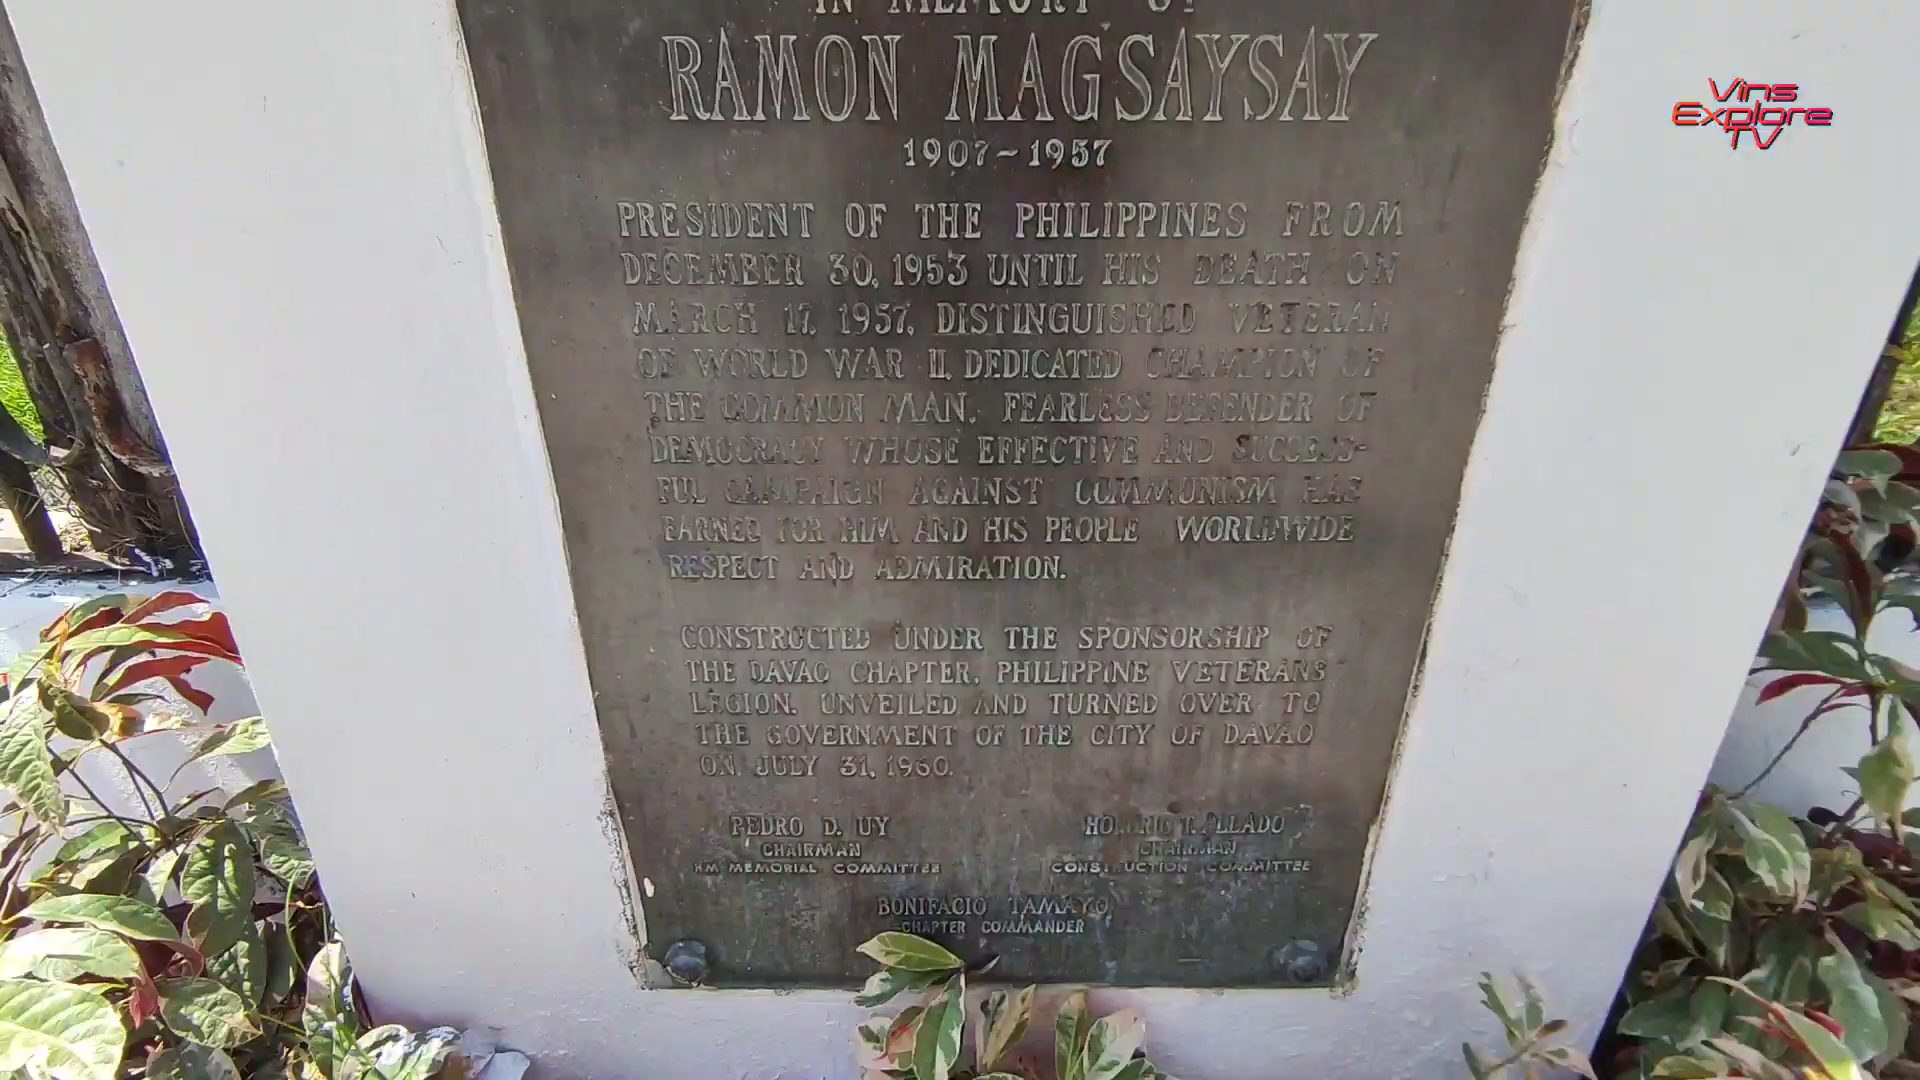 IN MEMORY OF
RAMON MAGSAYSAY
1907-1957
PRESIDENT OF THE PHILIPPINES FROM
DECEMBER 30, 1953 UNTIL HIS DEATH ON
MARCH 17, 1957. DISTINGUISHED VETERAN
OF WORLD WAR II, DEDICATED CHAMPION OF
THE COMMON MAN, FEARLESS DEFENDER OF
DEMOCRACY WHOSE EFFECTIVE AND SUCCESS-
FUL CAMPAIGN AGAINST COMMUNISM HAS
EARNED FOR HIM AND HIS PEOPLE WORLDWIDE
RESPECT AND ADMIRATION.
CONSTRUCTED UNDER THE SPONSORSHIP OF
THE DAVAO CHAPTER, PHILIPPINE VETERANS
LEGION. UNVEILED AND TURNED OVER TO
THE GOVERNMENT OF THE CITY OF DAVAO
ON JULY 31, 1960.
PEDRO D. UY
CHAIRMAN
RM MEMORIAL COMMITTEE
CHAIRMAN
CONSTRUCTION COMMITTEE
BONIFACIO TAMAYO
CHAPTER COMMANDER
Vins
Explore
TV